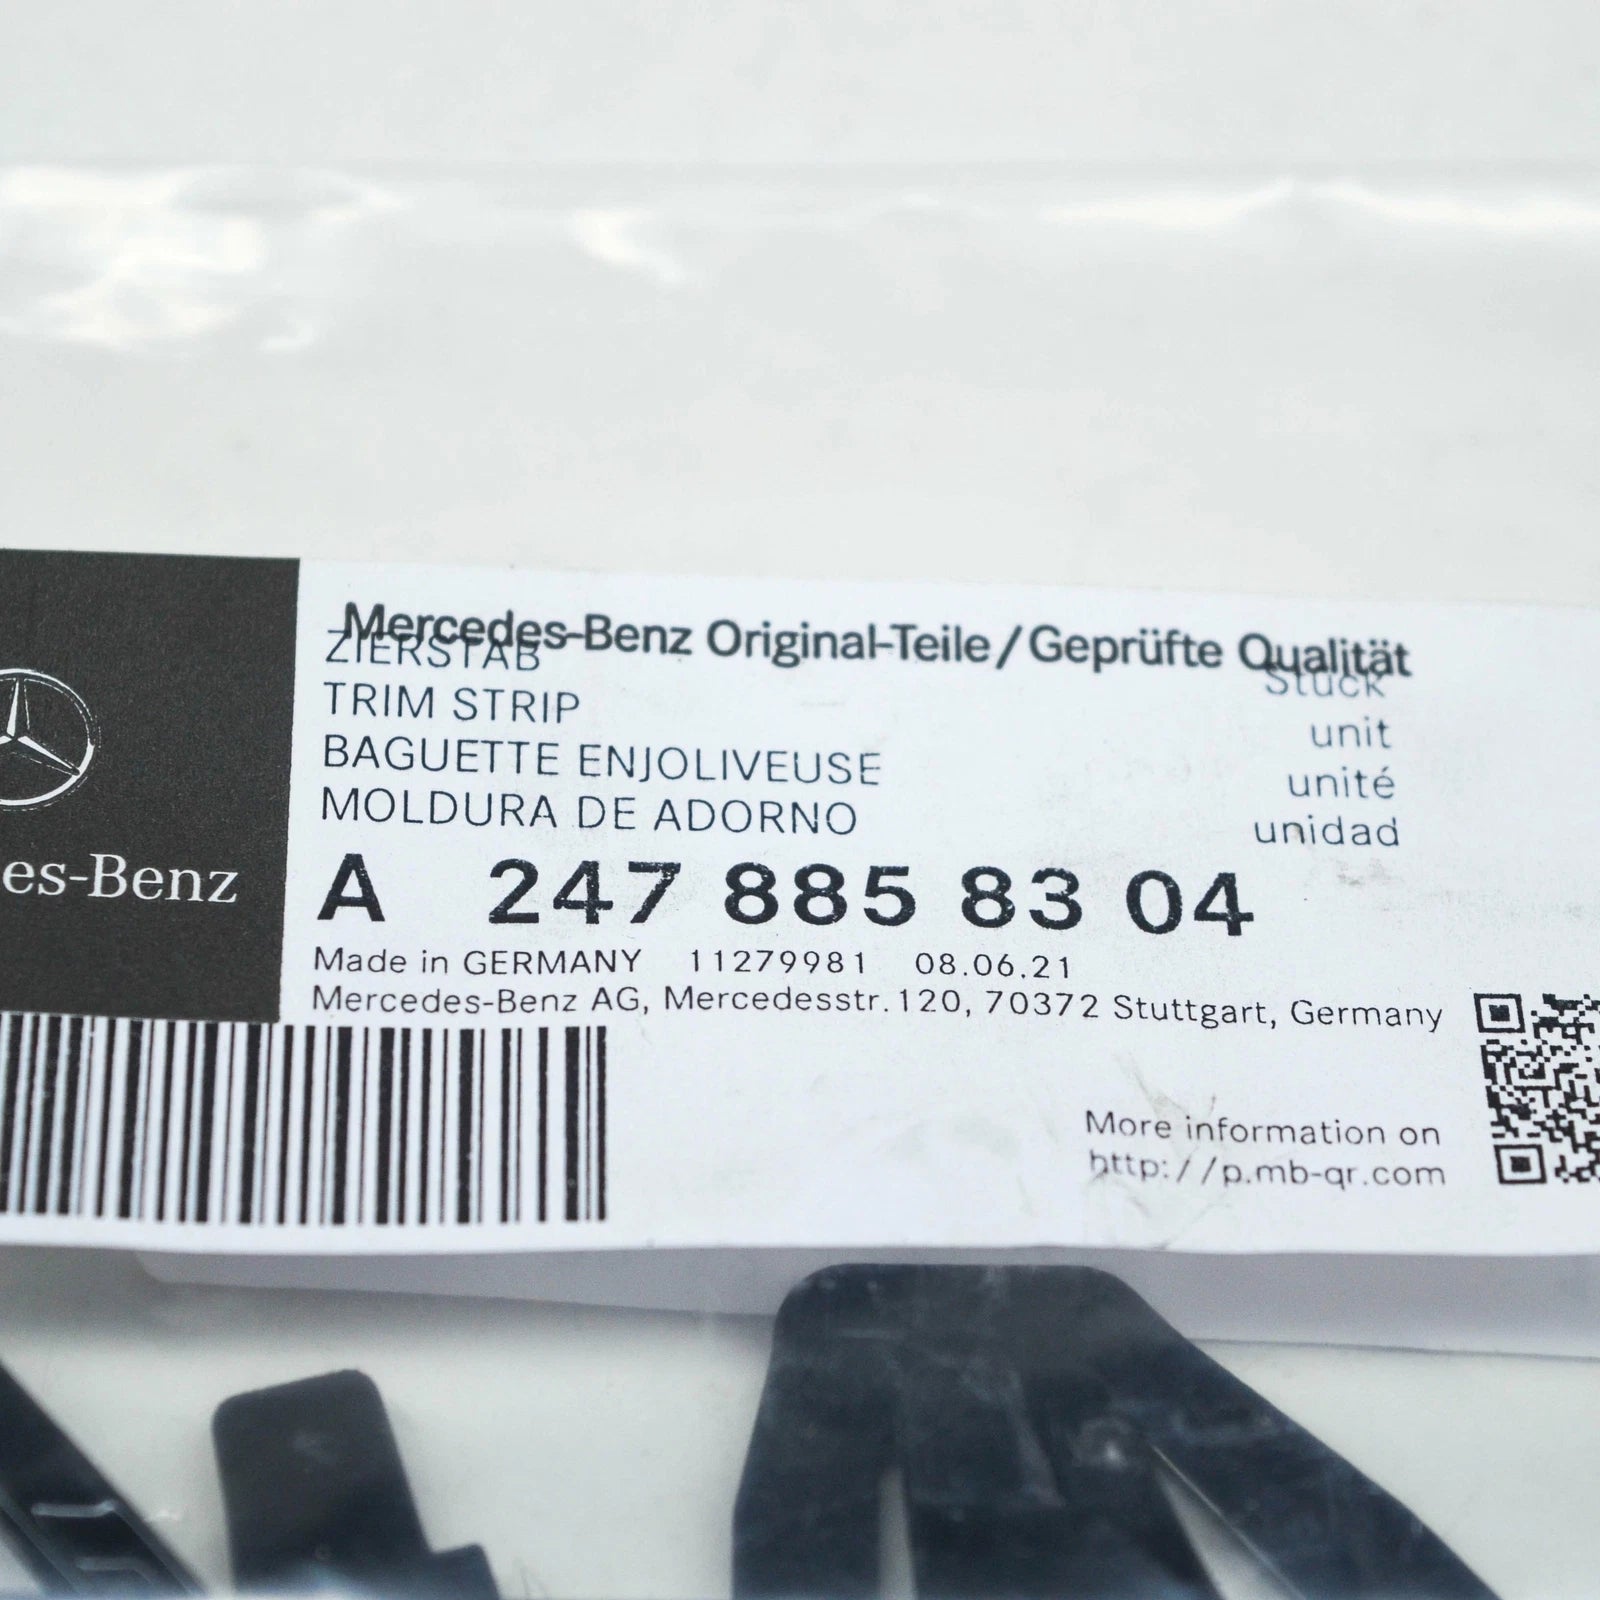 Mercedes-Benz Original-Teile/Geprüfte Qualität
ZIERSTAB Stück
TRIM STRIP unit
BAGUETTE ENJOLIVEUSE unité
MOLDURA DE ADORNO unidad
es-Benz
A 247 885 83 04
Made in GERMANY 11279981 08.06.21
Mercedes-Benz AG, Mercedesstr.120, 70372 Stuttgart, Germany
More information on
http://p.mb-qr.com